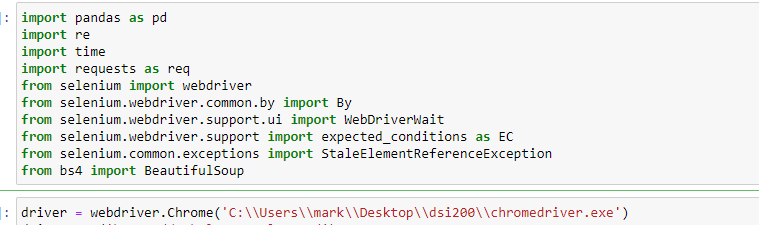 ]: import pandas as pd
import re
import time
import requests as req
from selenium import webdriver
from selenium.webdriver.common.by import By
from selenium.webdriver.support.ui import WebDriverWait
from selenium.webdriver.support import expected_conditions as EC
from selenium.common.exceptions import StaleElementReferenceException
from bs4 import BeautifulSoup
]: driver = webdriver.Chrome('C:\\Users\\mark\\Desktop\\dsi200\\chromedriver.exe')